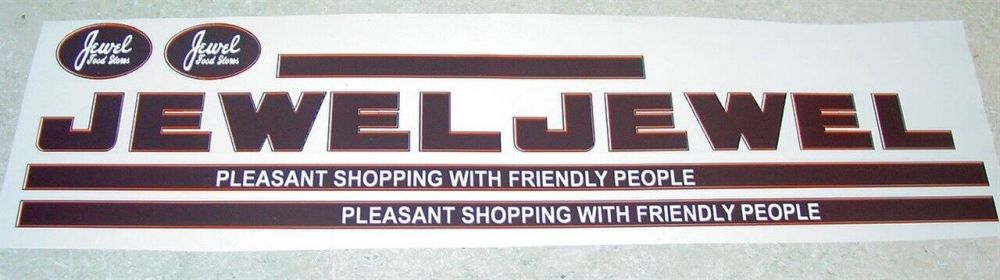 Jewel
Food Stores
Jewel
Food Stores
JEWEL JEWEL
PLEASANT SHOPPING WITH FRIENDLY PEOPLE
PLEASANT SHOPPING WITH FRIENDLY PEOPLE